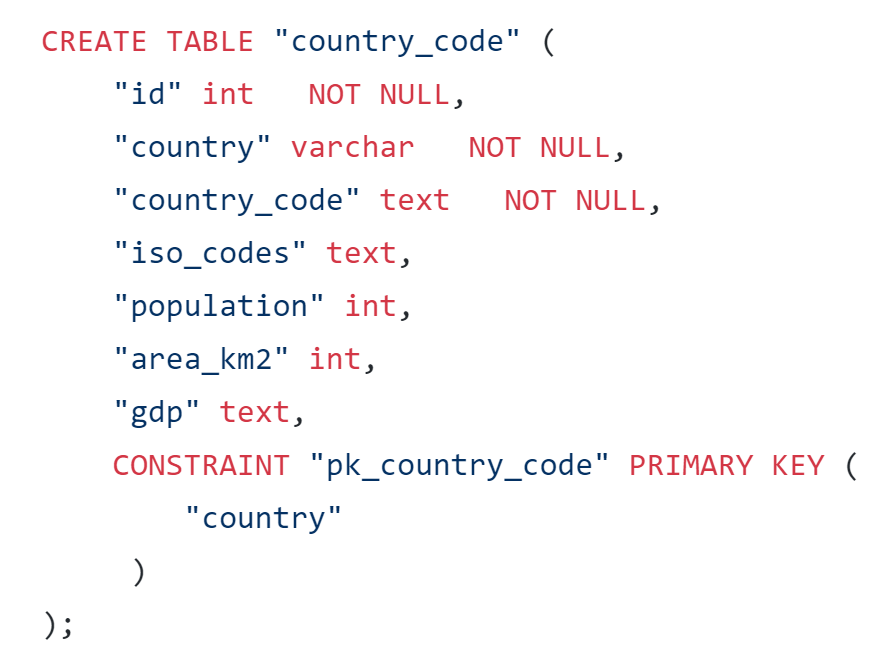 CREATE TABLE "country_code" (
    "id" int   NOT NULL,
    "country" varchar   NOT NULL,
    "country_code" text   NOT NULL,
    "iso_codes" text,
    "population" int,
    "area_km2" int,
    "gdp" text,
    CONSTRAINT "pk_country_code" PRIMARY KEY (
        "country"
     )
);